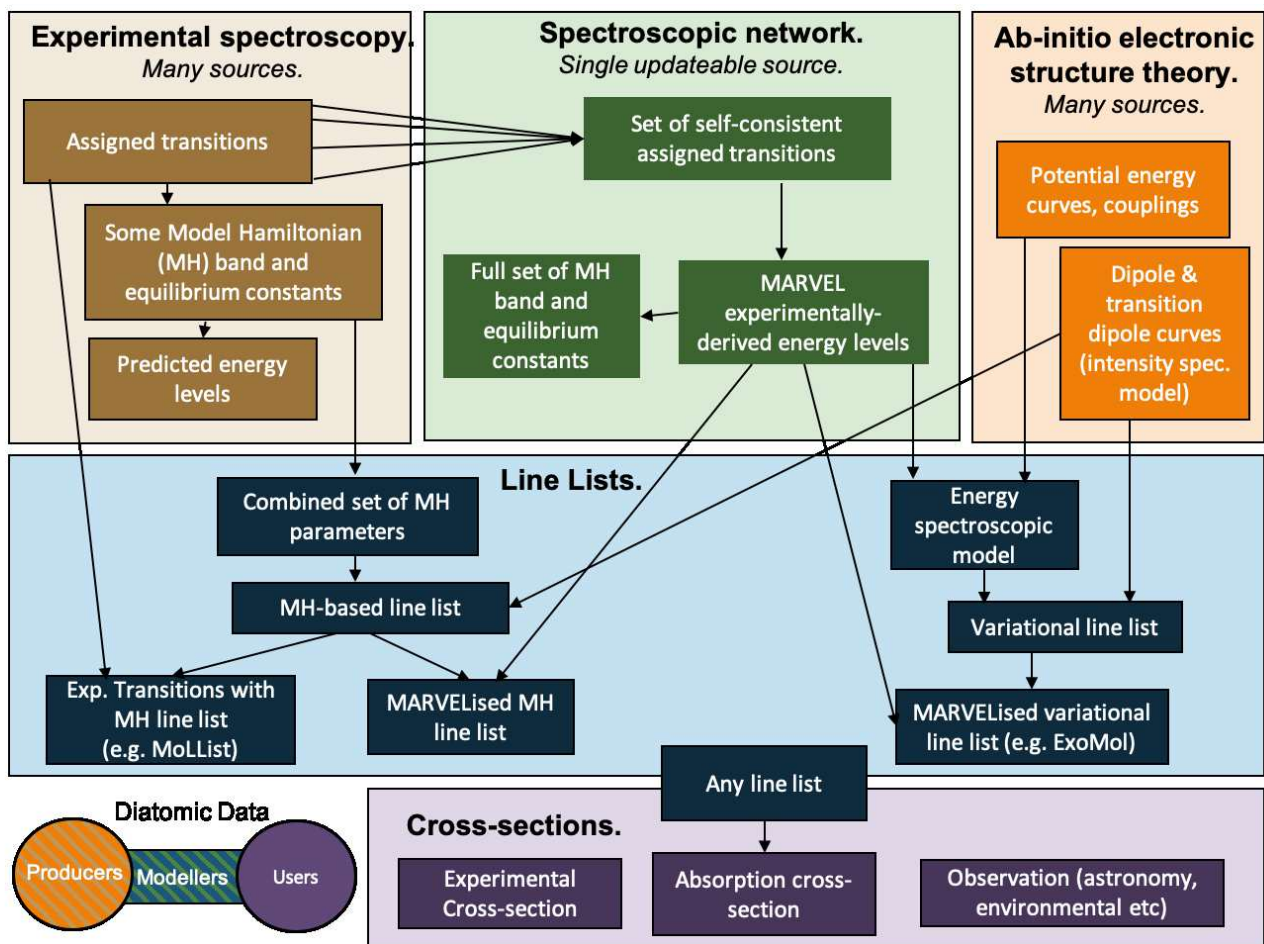 Experimental spectroscopy.
Many sources.
Assigned transitions
Some Model Hamiltonian
(MH) band and
equilibrium constants
Predicted energy
levels
Spectroscopic network.
Single updateable source.
Set of self-consistent
assigned transitions
Full set of MH
band and
equilibrium
constants
MARVEL
experimentally-
derived energy levels
Ab-initio electronic
structure theory.
Many sources.
Potential energy
curves, couplings
Dipole &
transition
dipole curves
(intensity spec.
model)
Line Lists.
Combined set of MH
parameters
MH-based line list
Exp. Transitions with
MH line list
(e.g. MoLList)
MARVELised MH
line list
Energy
spectroscopic
model
Variational line list
MARVELised variational
line list (e.g. ExoMol)
Any line list
Diatomic Data
Producers
Modellers
Users
Cross-sections.
Experimental
Cross-section
Absorption cross-
section
Observation (astronomy,
environmental etc)